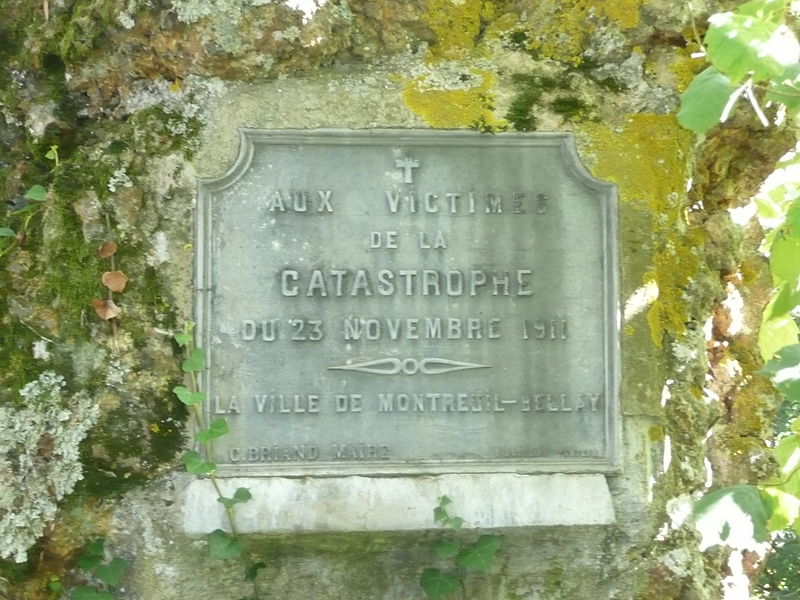 AUX VICTIMES
DE LA
CATASTROPHE
DU 23 NOVEMBRE 1911
LA VILLE DE MONTREUIL-BELLAY
C. BRIAND MAIRE